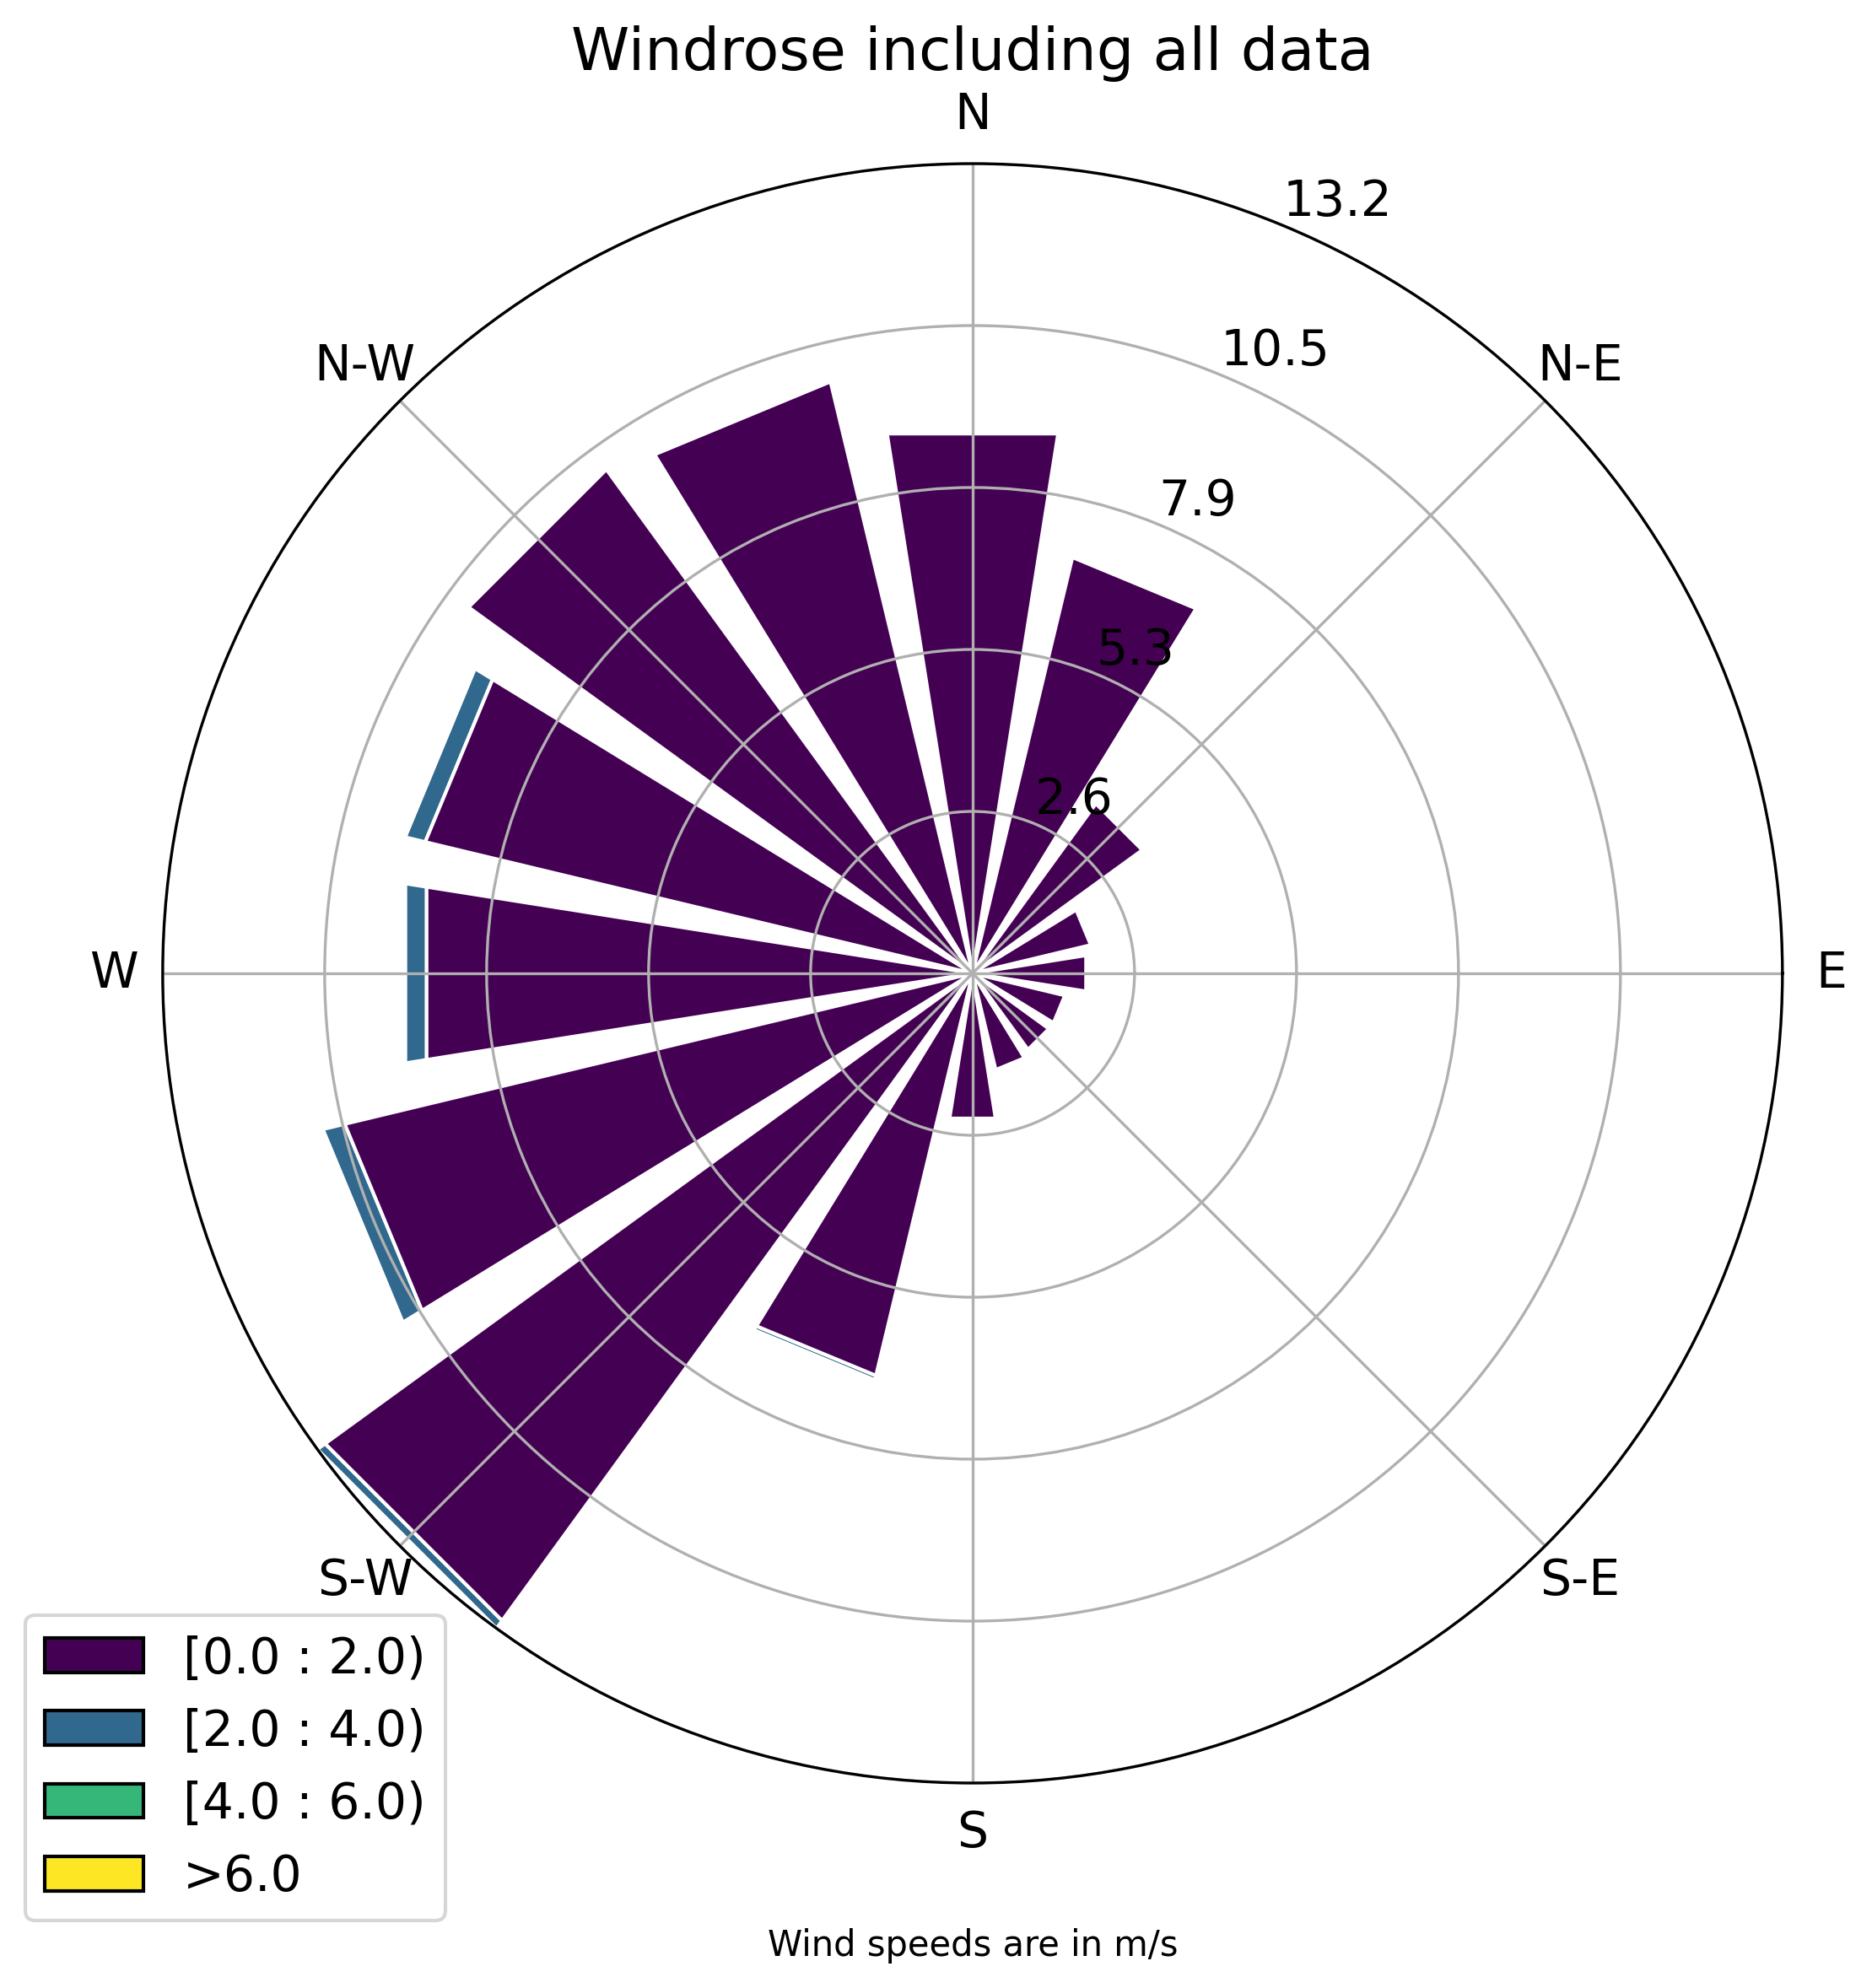 Windrose including all data
N
13.2
10.5
N-W
N-E
7.9
5.3
2.6
W
E
S-W
S-E
[0.0 : 2.0)
[2.0 : 4.0)
[4.0 : 6.0)
S
>6.0
Wind speeds are in m/s